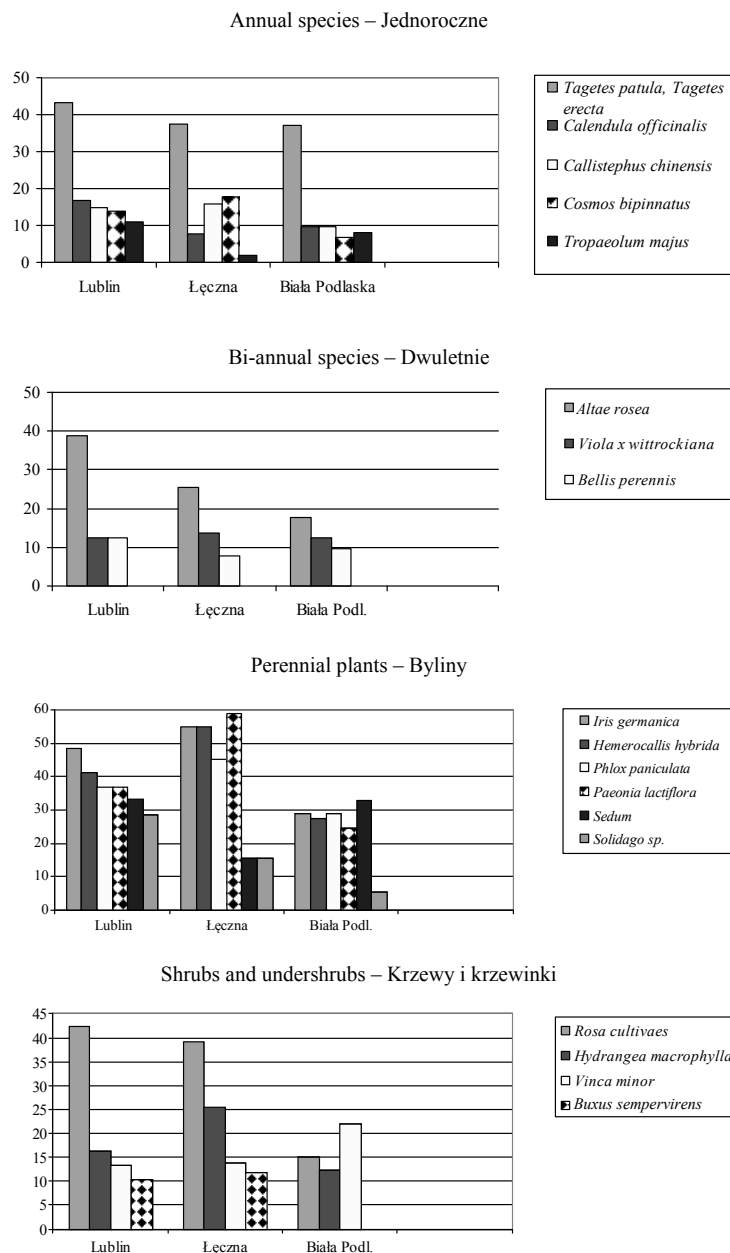 Annual species – Jednoroczne
50
40
30
20
10
0
Lublin
Łęczna
Biała Podlaska
Tagetes patula, Tagetes
erecta
Calendula officinalis
Callistephus chinensis
Cosmos bipinnatus
Tropaeolum majus
Bi-annual species – Dwuletnie
50
40
30
20
10
0
Lublin
Łęczna
Biała Podl.
Altae rosea
Viola x wittrockiana
Bellis perennis
Perennial plants – Byliny
60
50
40
30
20
10
0
Lublin
Łęczna
Biała Podl.
Iris germanica
Hemerocallis hybrida
Phlox paniculata
Paeonia lactiflora
Sedum
Solidago sp.
Shrubs and undershrubs – Krzewy i krzewinki
45
40
35
30
25
20
15
10
5
0
Lublin
Łęczna
Biała Podl.
Rosa cultivaes
Hydrangea macrophylla
Vinca minor
Buxus sempervirens